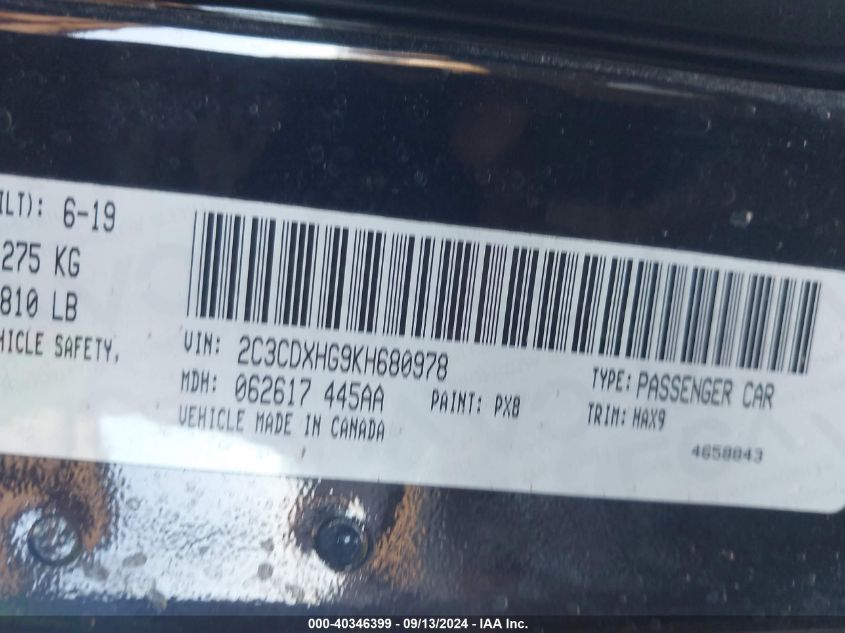 ILT): 6-19
275 KG
810 LB
HICLE SAFETY,
VIN: 2C3CDXHG9KH680978
MDH: 062617 445AA
PAINT: PX8
VEHICLE MADE IN CANADA
TYPE: PASSENGER CAR
TRIM: HAX9
4658843
000-40346399 - 09/13/2024 - IAA Inc.